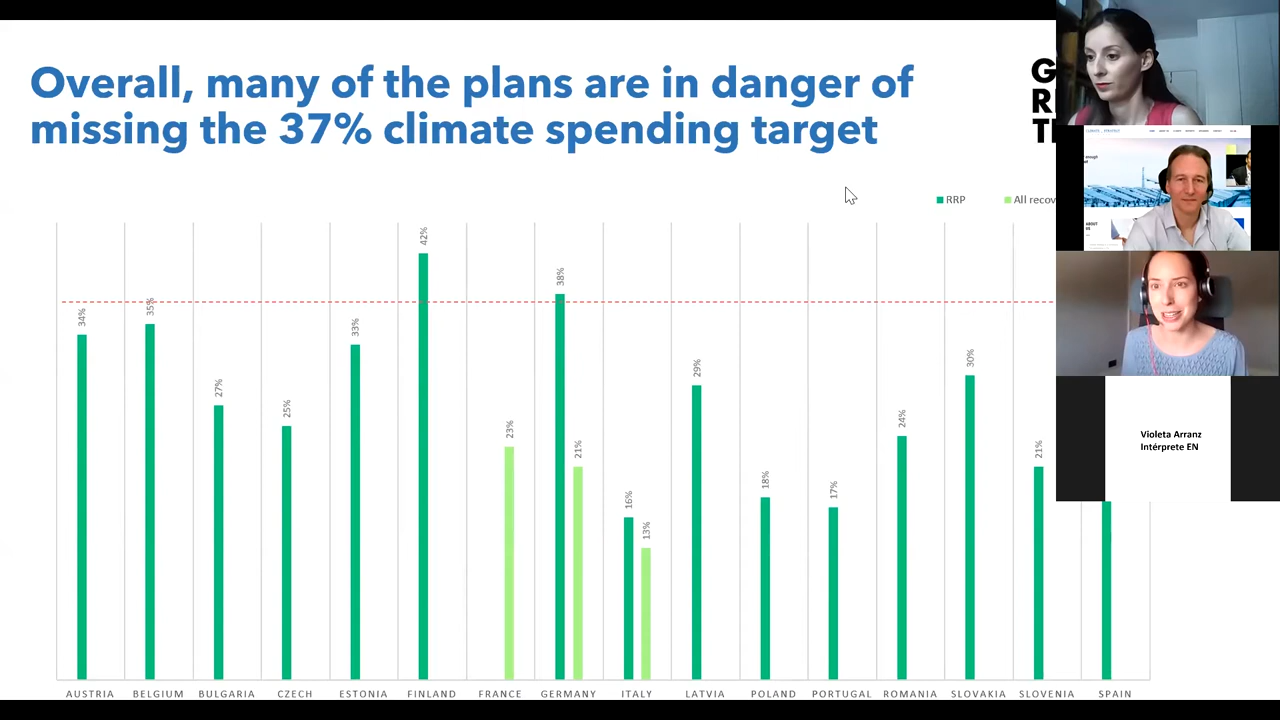 Overall, many of the plans are in danger of
missing the 37% climate spending target
G
R
RRP
All recov
34%
35%
27%
25%
33%
42%
23%
38%
21%
16%
13%
29%
18%
17%
24%
30%
21%
AUSTRIA
BELGIUM
BULGARIA
CZECH
ESTONIA
FINLAND
FRANCE
GERMANY
ITALY
LATVIA
POLAND
PORTUGAL
ROMANIA
SLOVAKIA
SLOVENIA
SPAIN
ABOUT
US
Violeta Arranz
Intérprete EN